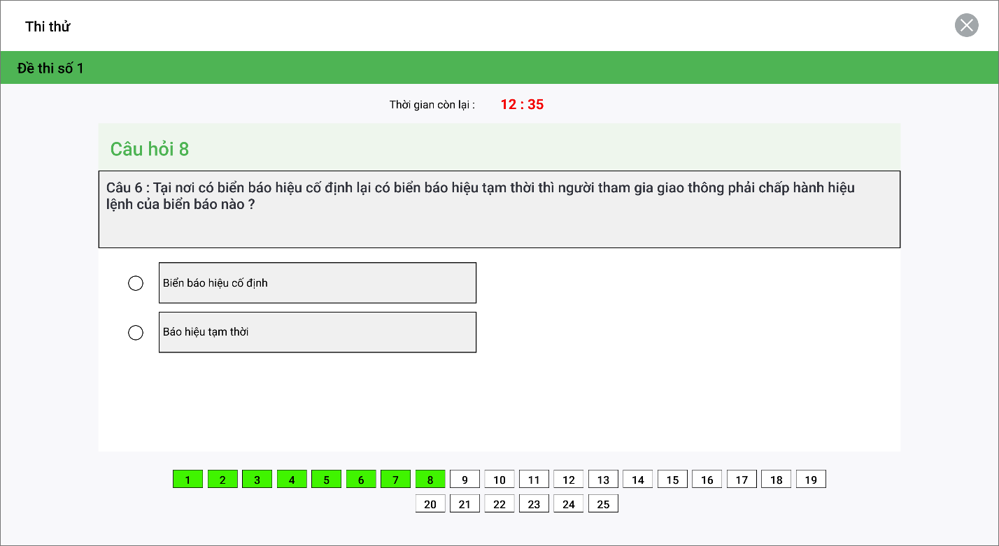 Thi thử
Đề thi số 1
Thời gian còn lại : 12 : 35
Câu hỏi 8
Câu 6 : Tại nơi có biển báo hiệu cố định lại có biển báo hiệu tạm thời thì người tham gia giao thông phải chấp hành hiệu
lệnh của biển báo nào ?
Biển báo hiệu cố định
Báo hiệu tạm thời
1 2 3 4 5 6 7 8 9 10 11 12 13 14 15 16 17 18 19
20 21 22 23 24 25